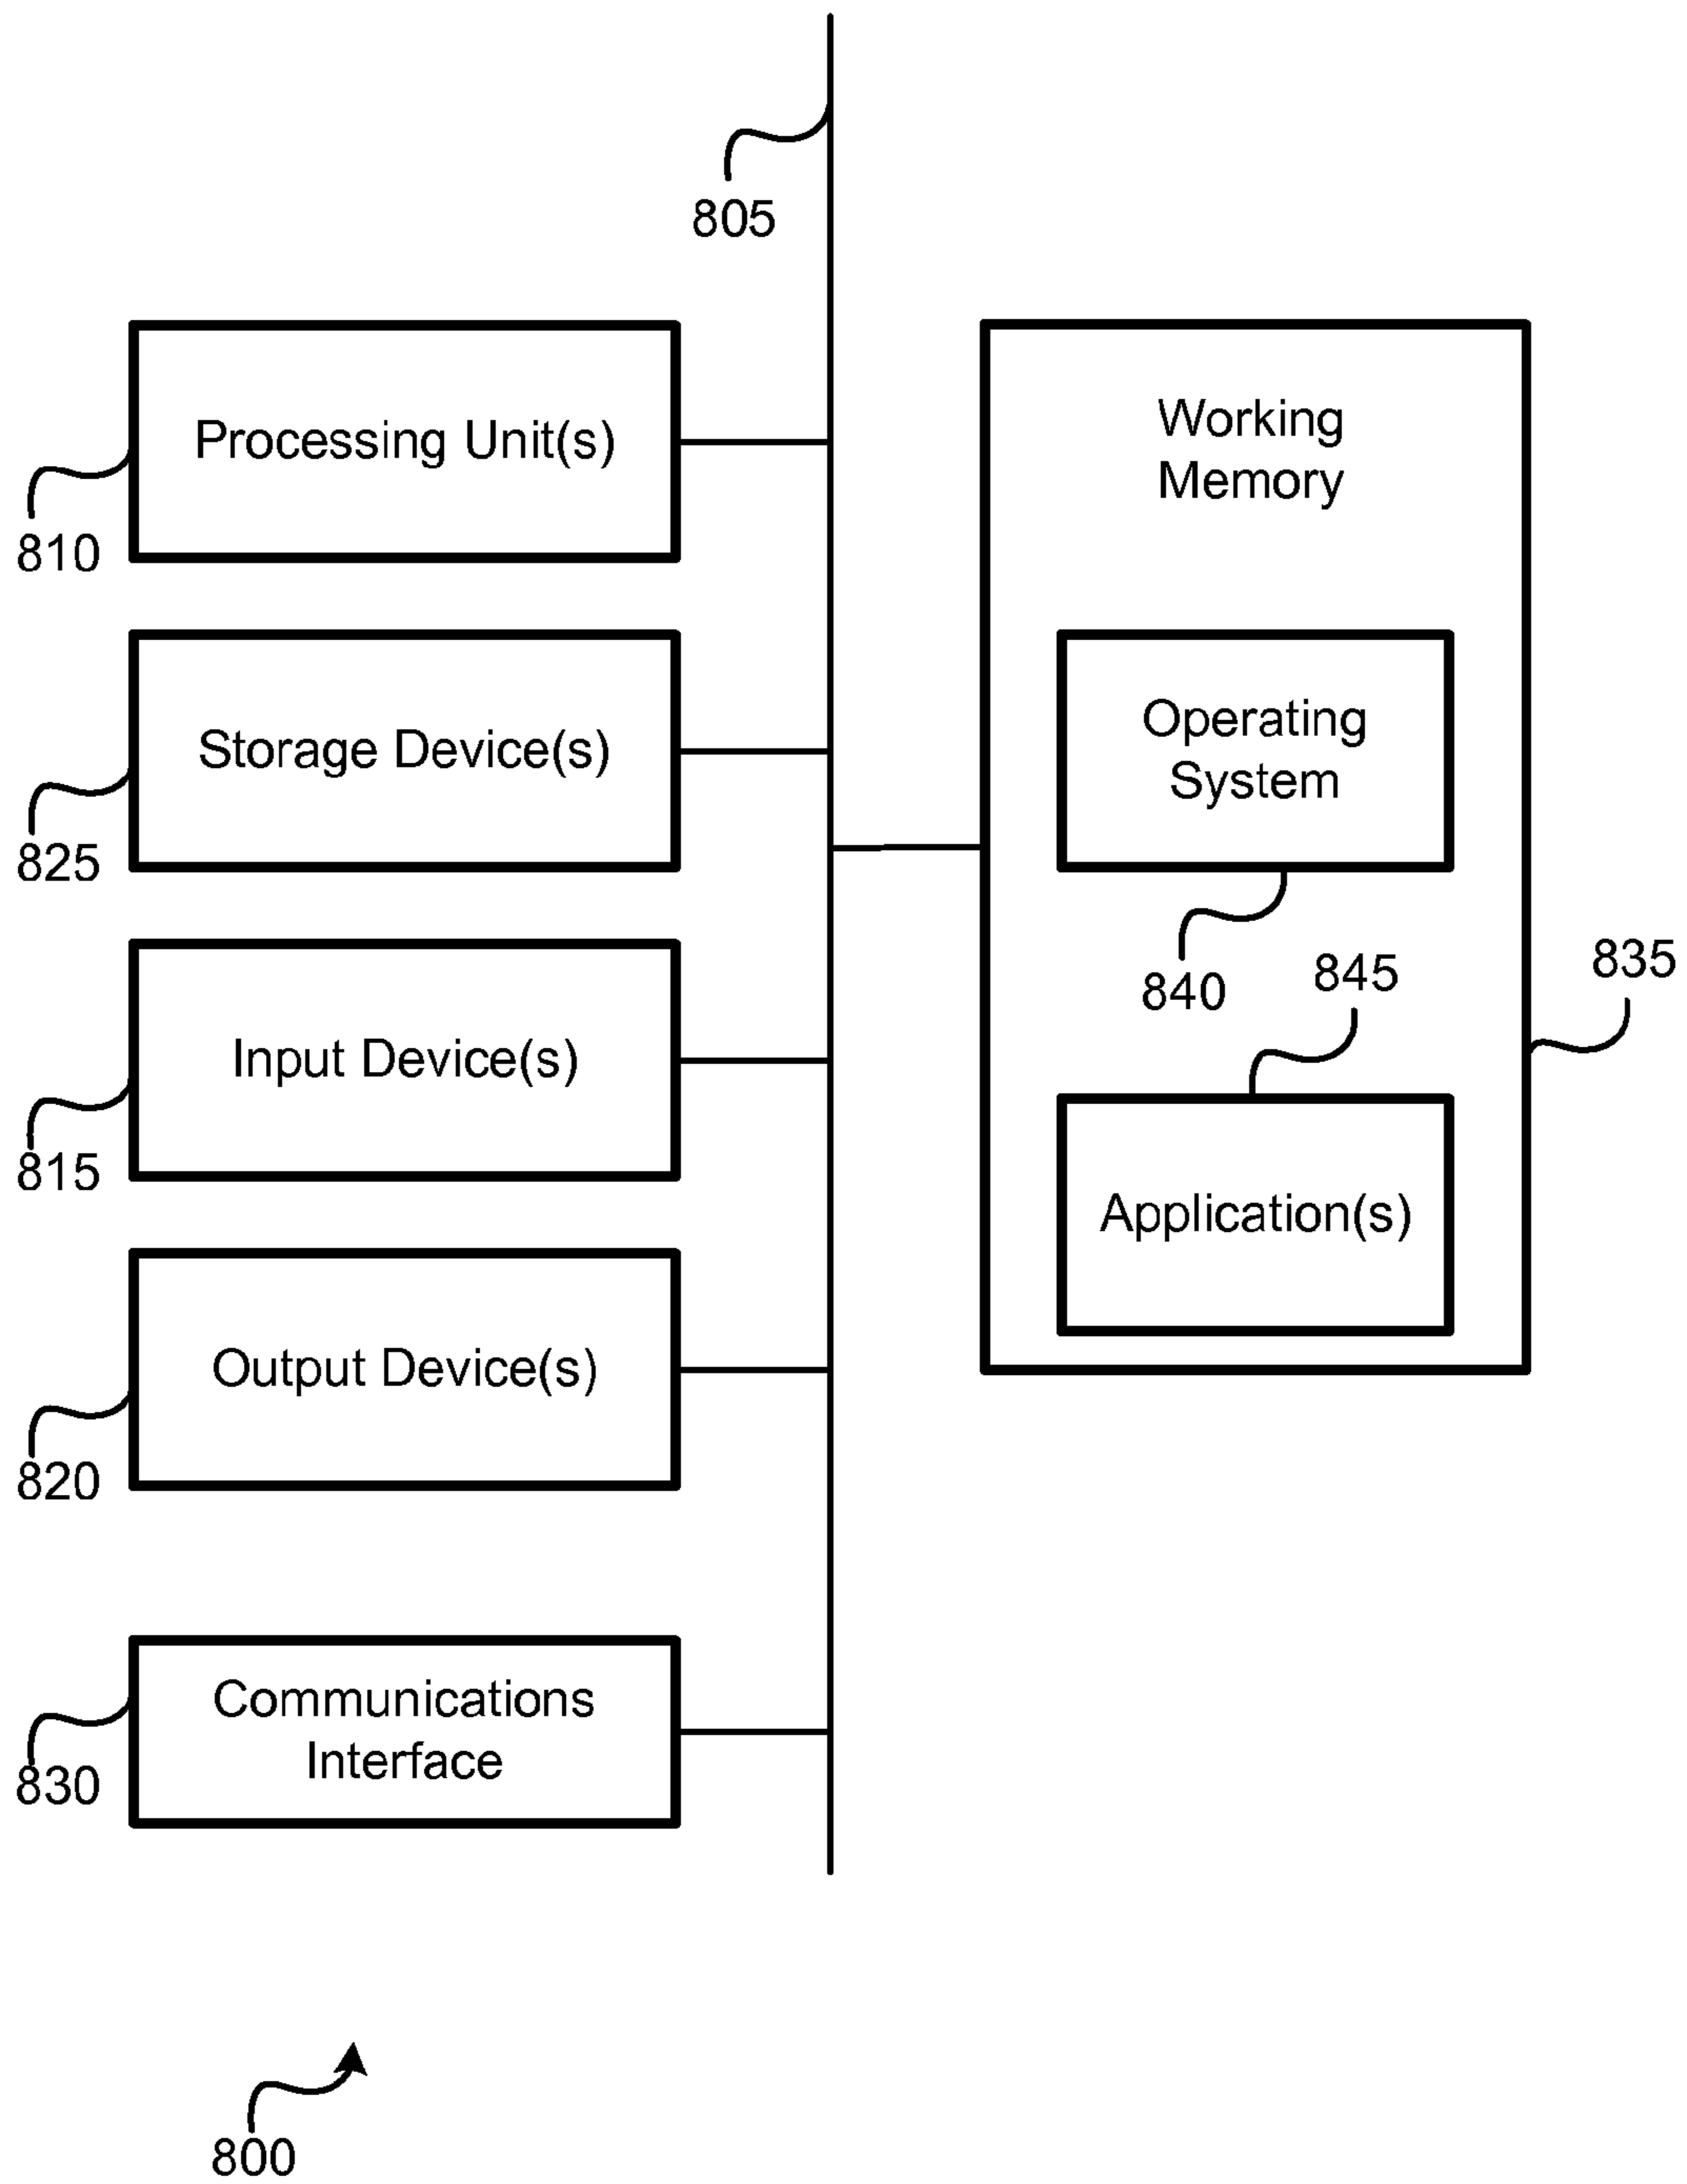 805
Processing Unit(s)
810
Storage Device(s)
825
Input Device(s)
815
Output Device(s)
820
Communications
Interface
830
Working
Memory
Operating
System
840
845
835
Application(s)
800